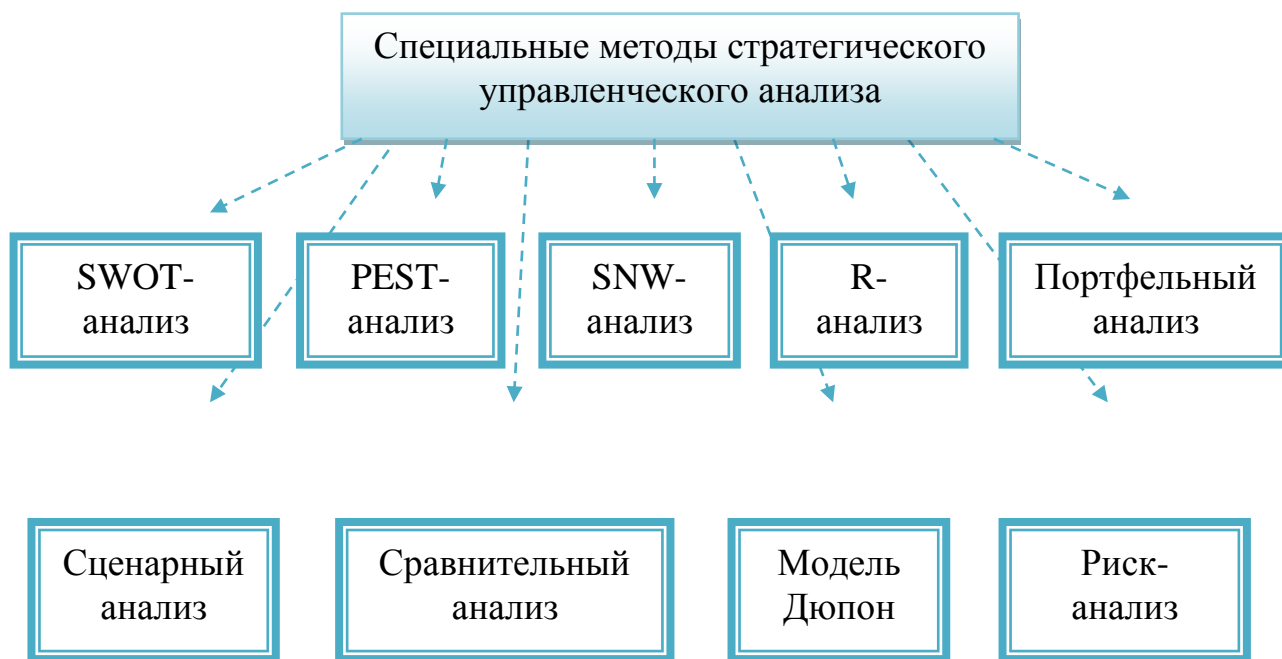 Специальные методы стратегического
управленческого анализа
SWOT-
анализ
PEST-
анализ
SNW-
анализ
R-
анализ
Портфельный
анализ
Сценарный
анализ
Сравнительный
анализ
Модель
Дюпон
Риск-
анализ